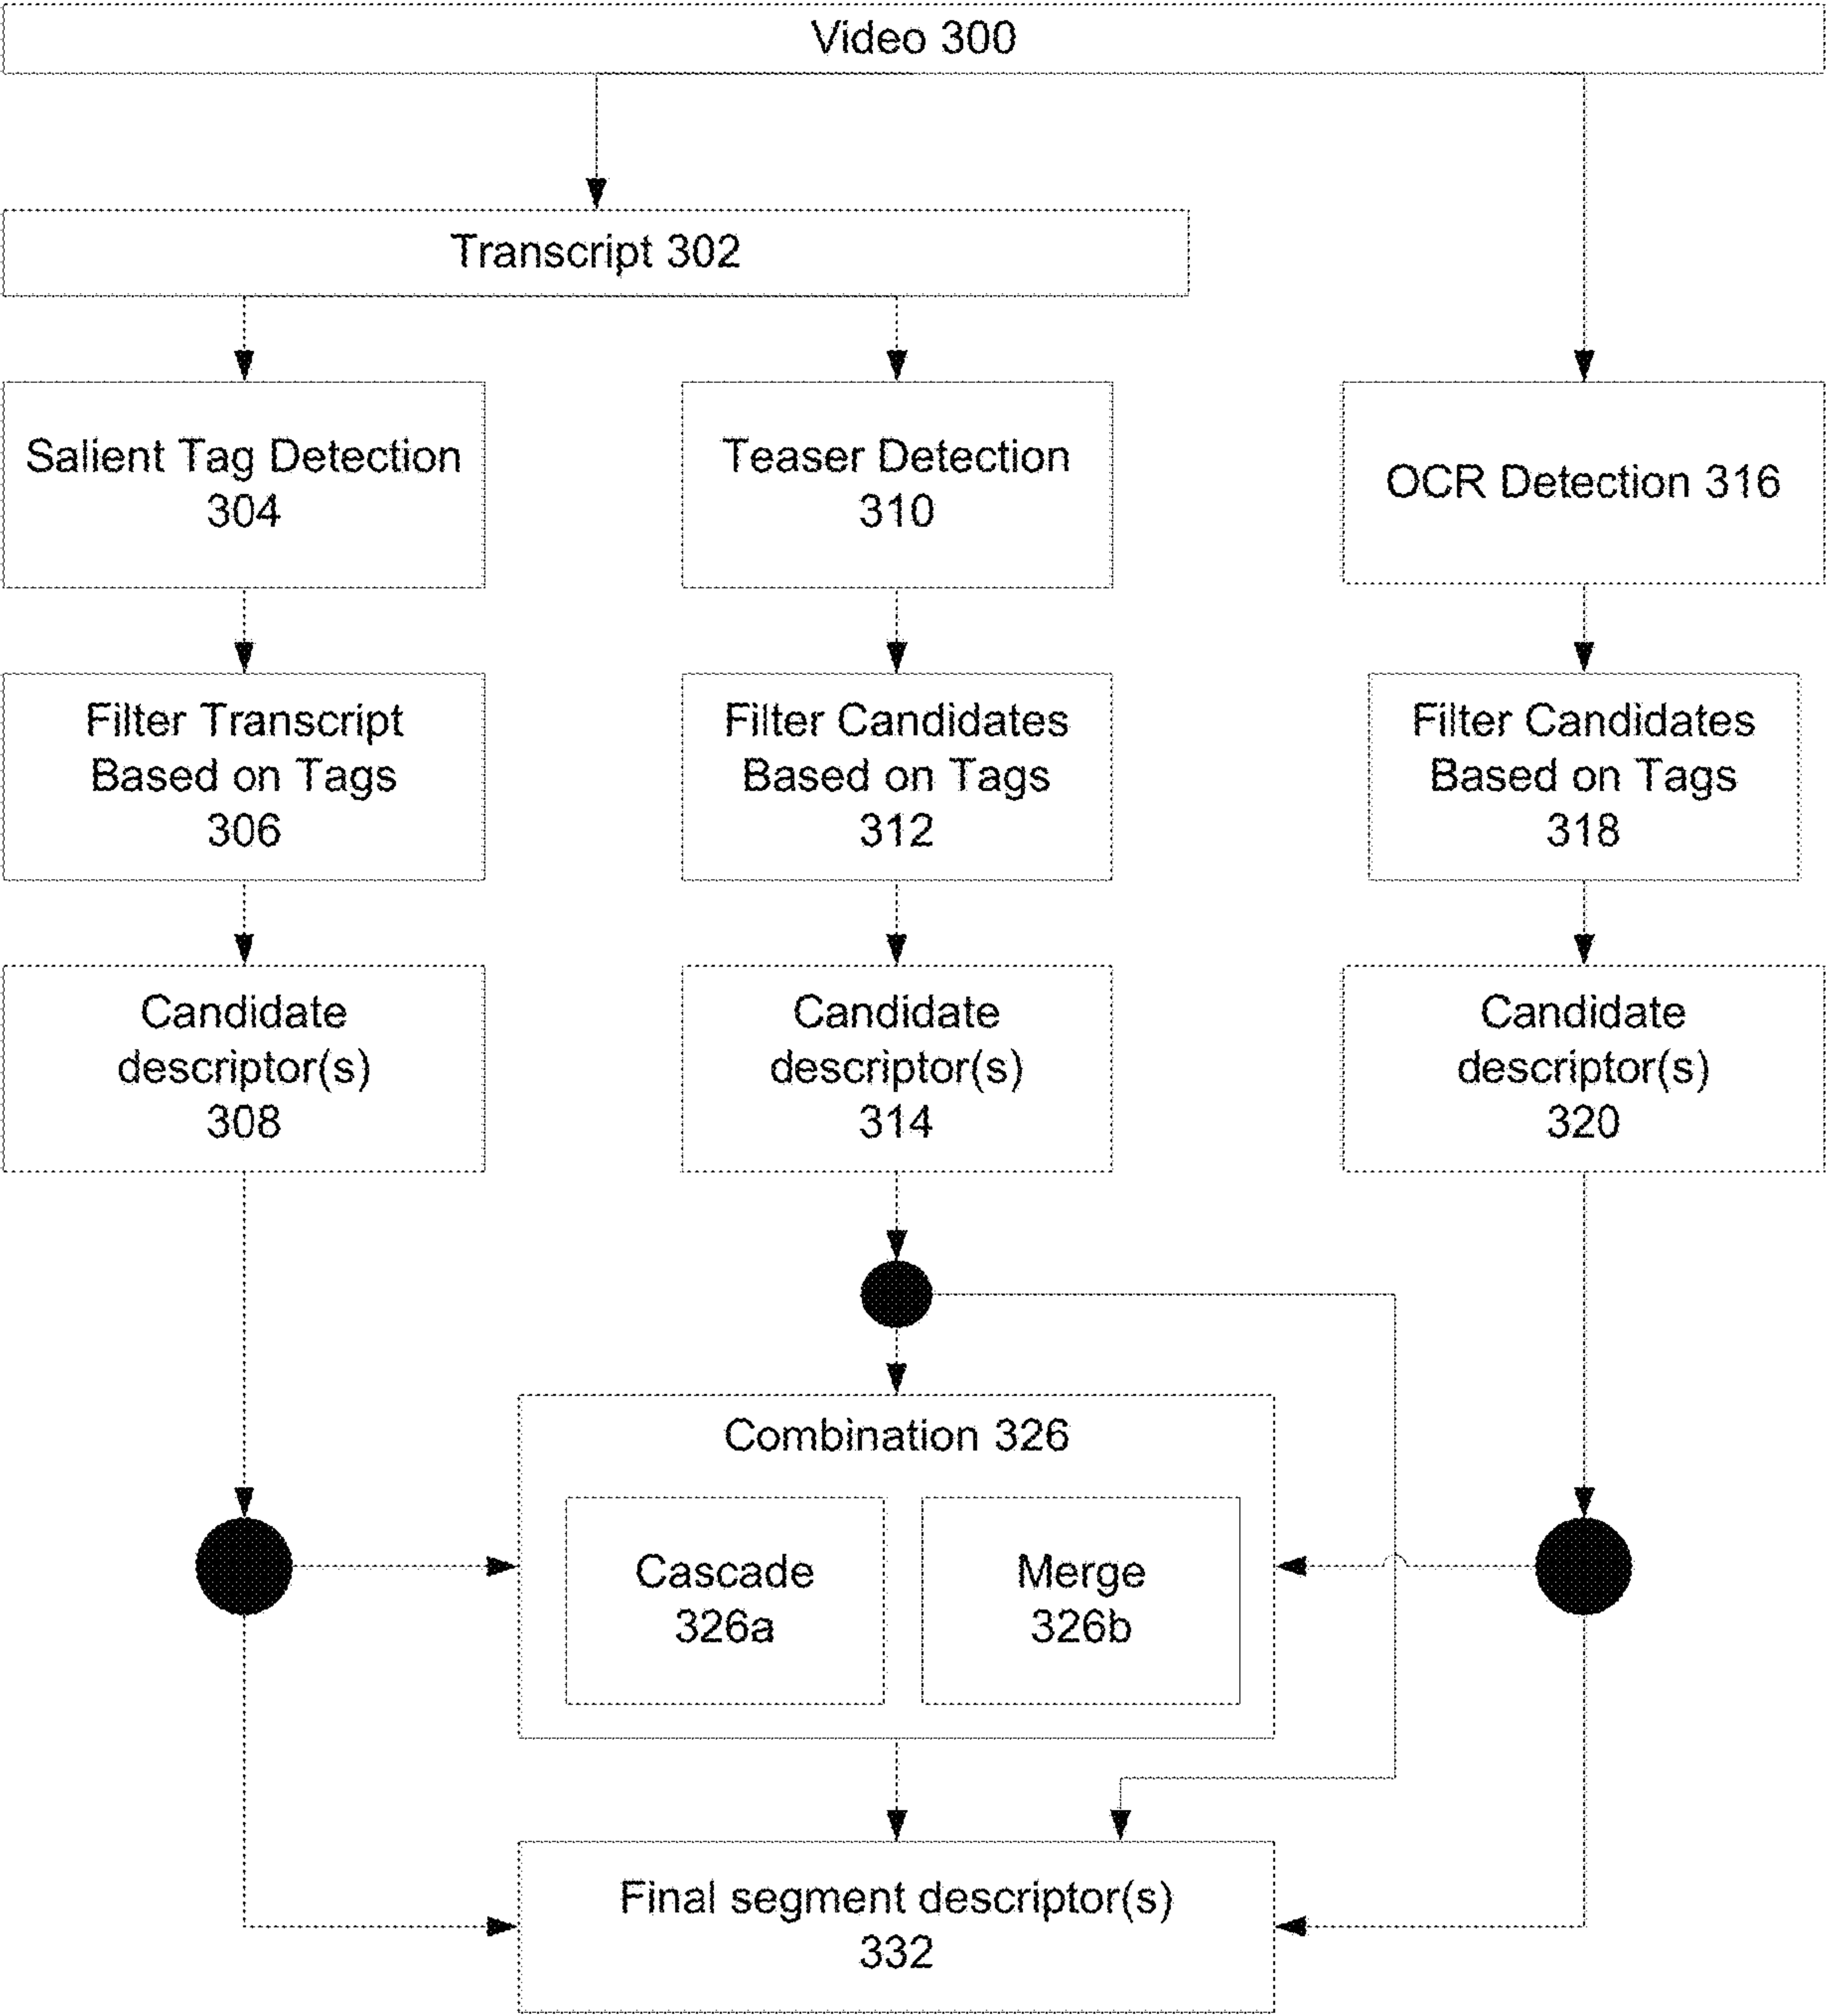 Video 300
Transcript 302
Salient Tag Detection
304
Teaser Detection
310
OCR Detection 316
Filter Transcript
Based on Tags
306
Filter Candidates
Based on Tags
312
Filter Candidates
Based on Tags
318
Candidate
descriptor(s)
308
Candidate
descriptor(s)
314
Candidate
descriptor(s)
320
Combination 326
Cascade
326a
Merge
326b
Final segment descriptor(s)
332